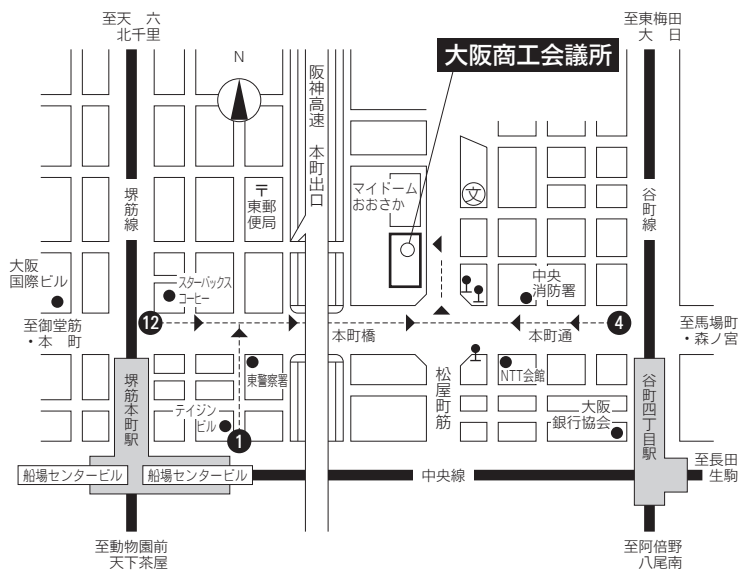 至天　六
北千里
至東梅田
大　日
N
大阪商工会議所
阪神高速　本町出口
堺筋線
谷町線
〒
東郵
便局
マイドーム
おおさか
文
大阪
国際ビル
スターバックス
コーヒー
中央
消防署
12
4
至御堂筋
・本　町
本町橋
本町通
至馬場町
・森ノ宮
東警察署
NTT会館
松屋町筋
堺筋本町駅
谷町四丁目駅
テイジン
ビル
1
大阪
銀行協会
船場センタービル
船場センタービル
中央線
至長田
生駒
至動物園前
天下茶屋
至阿倍野
八尾南